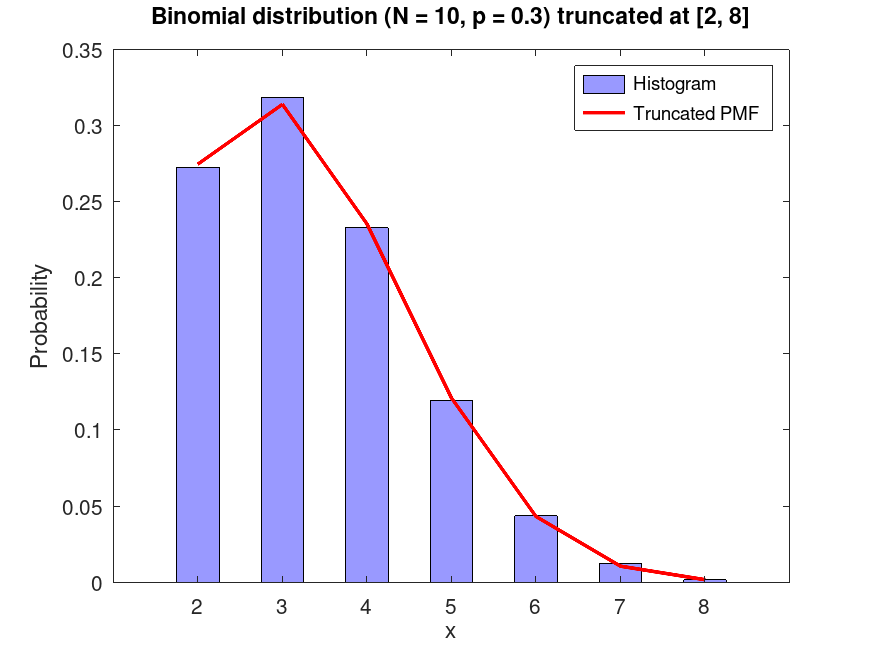 Binomial distribution (N = 10, p = 0.3) truncated at [2, 8]
0.35
0.3
0.25
0.2
0.15
0.1
0.05
0
Probability
Histogram
Truncated PMF
2 3 4 5 6 7 8
x